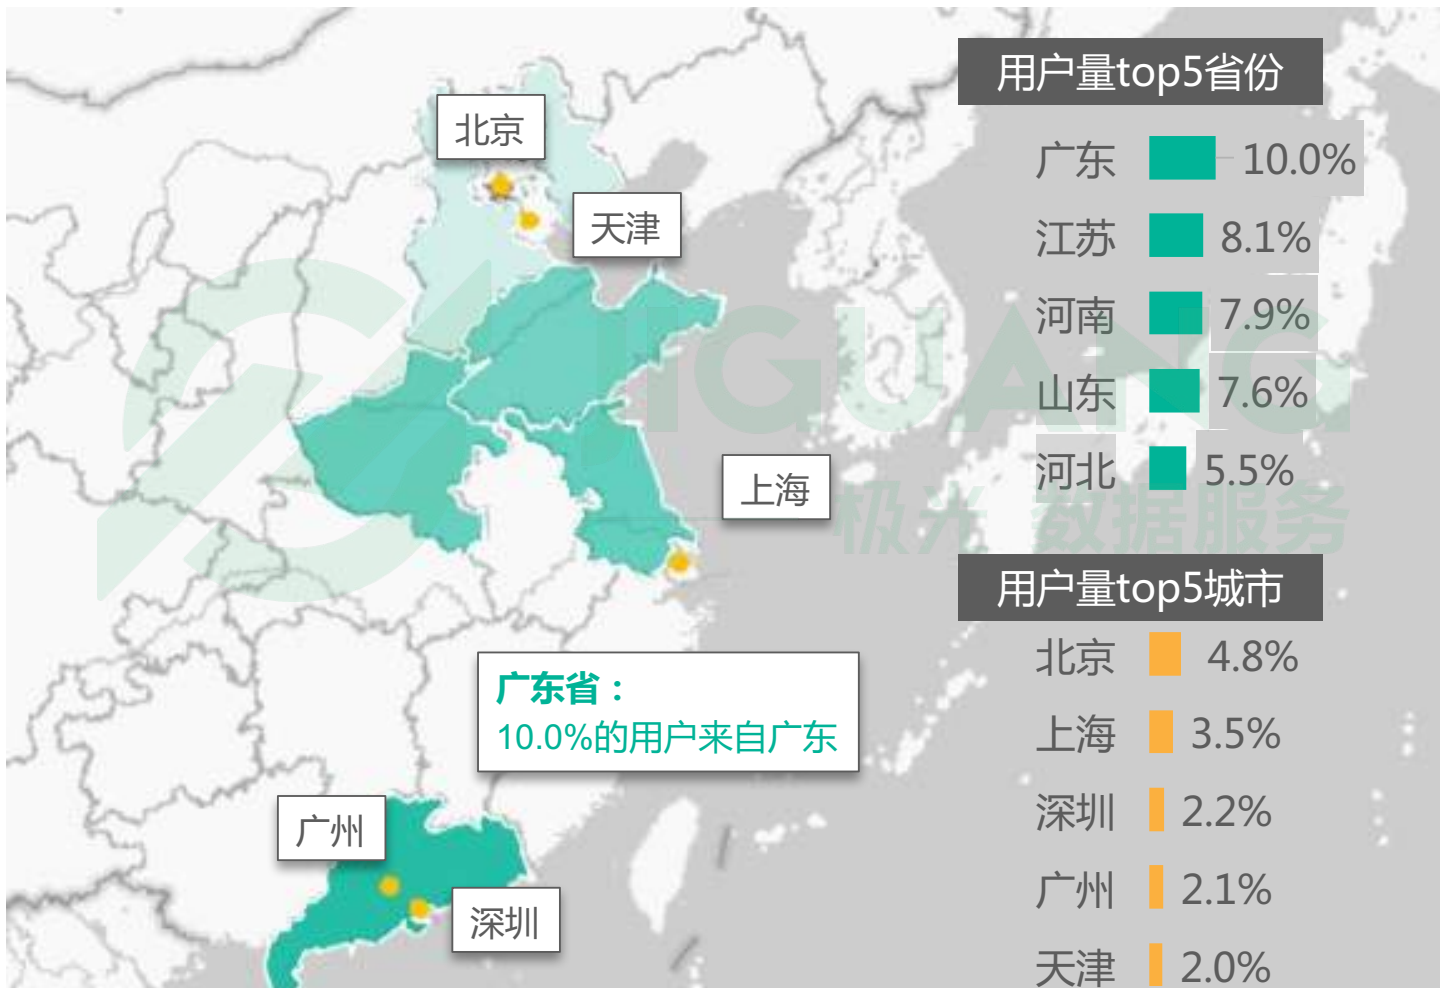 用户量top5省份
广东 10.0%
江苏 8.1%
河南 7.9%
山东 7.6%
河北 5.5%
用户量top5城市
北京 4.8%
上海 3.5%
深圳 2.2%
广州 2.1%
天津 2.0%
北京
天津
上海
广东省：
10.0%的用户来自广东
广州
深圳
JIGUANG
极光 数据服务